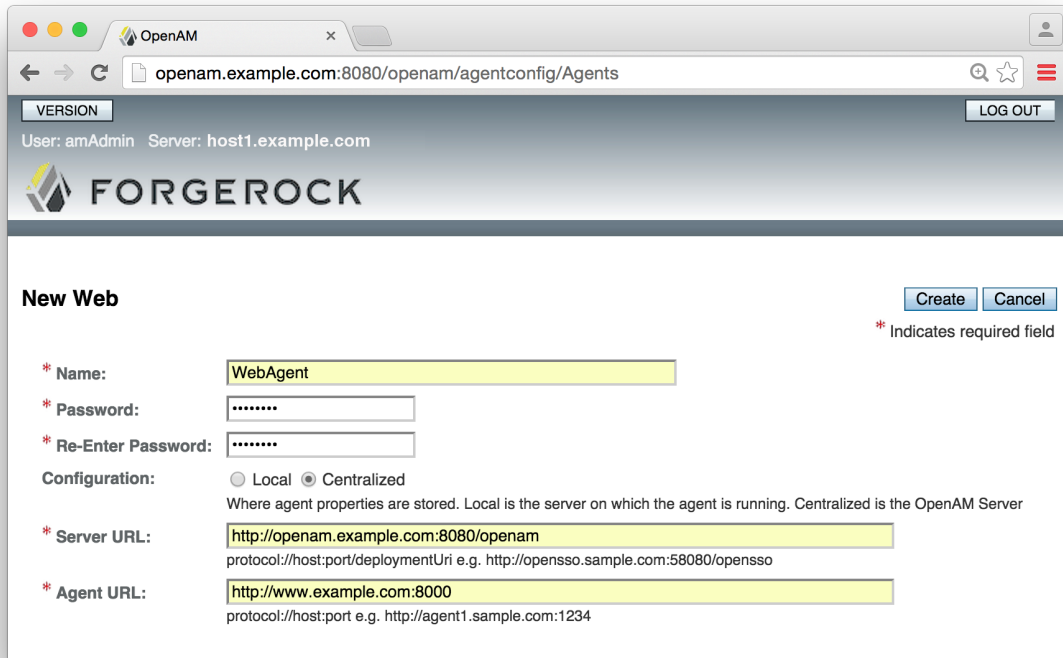 OpenAM
openam.example.com:8080/openam/agentconfig/Agents
VERSION LOG OUT
User: amAdmin Server: host1.example.com
FORGEROCK
New Web Create Cancel
* Indicates required field
* Name: WebAgent
* Password: ••••••••
* Re-Enter Password: ••••••••
Configuration: Local Centralized
Where agent properties are stored. Local is the server on which the agent is running. Centralized is the OpenAM Server
* Server URL: http://openam.example.com:8080/openam
protocol://host:port/deploymentUri e.g. http://opensso.sample.com:58080/opensso
* Agent URL: http://www.example.com:8000
protocol://host:port e.g. http://agent1.sample.com:1234